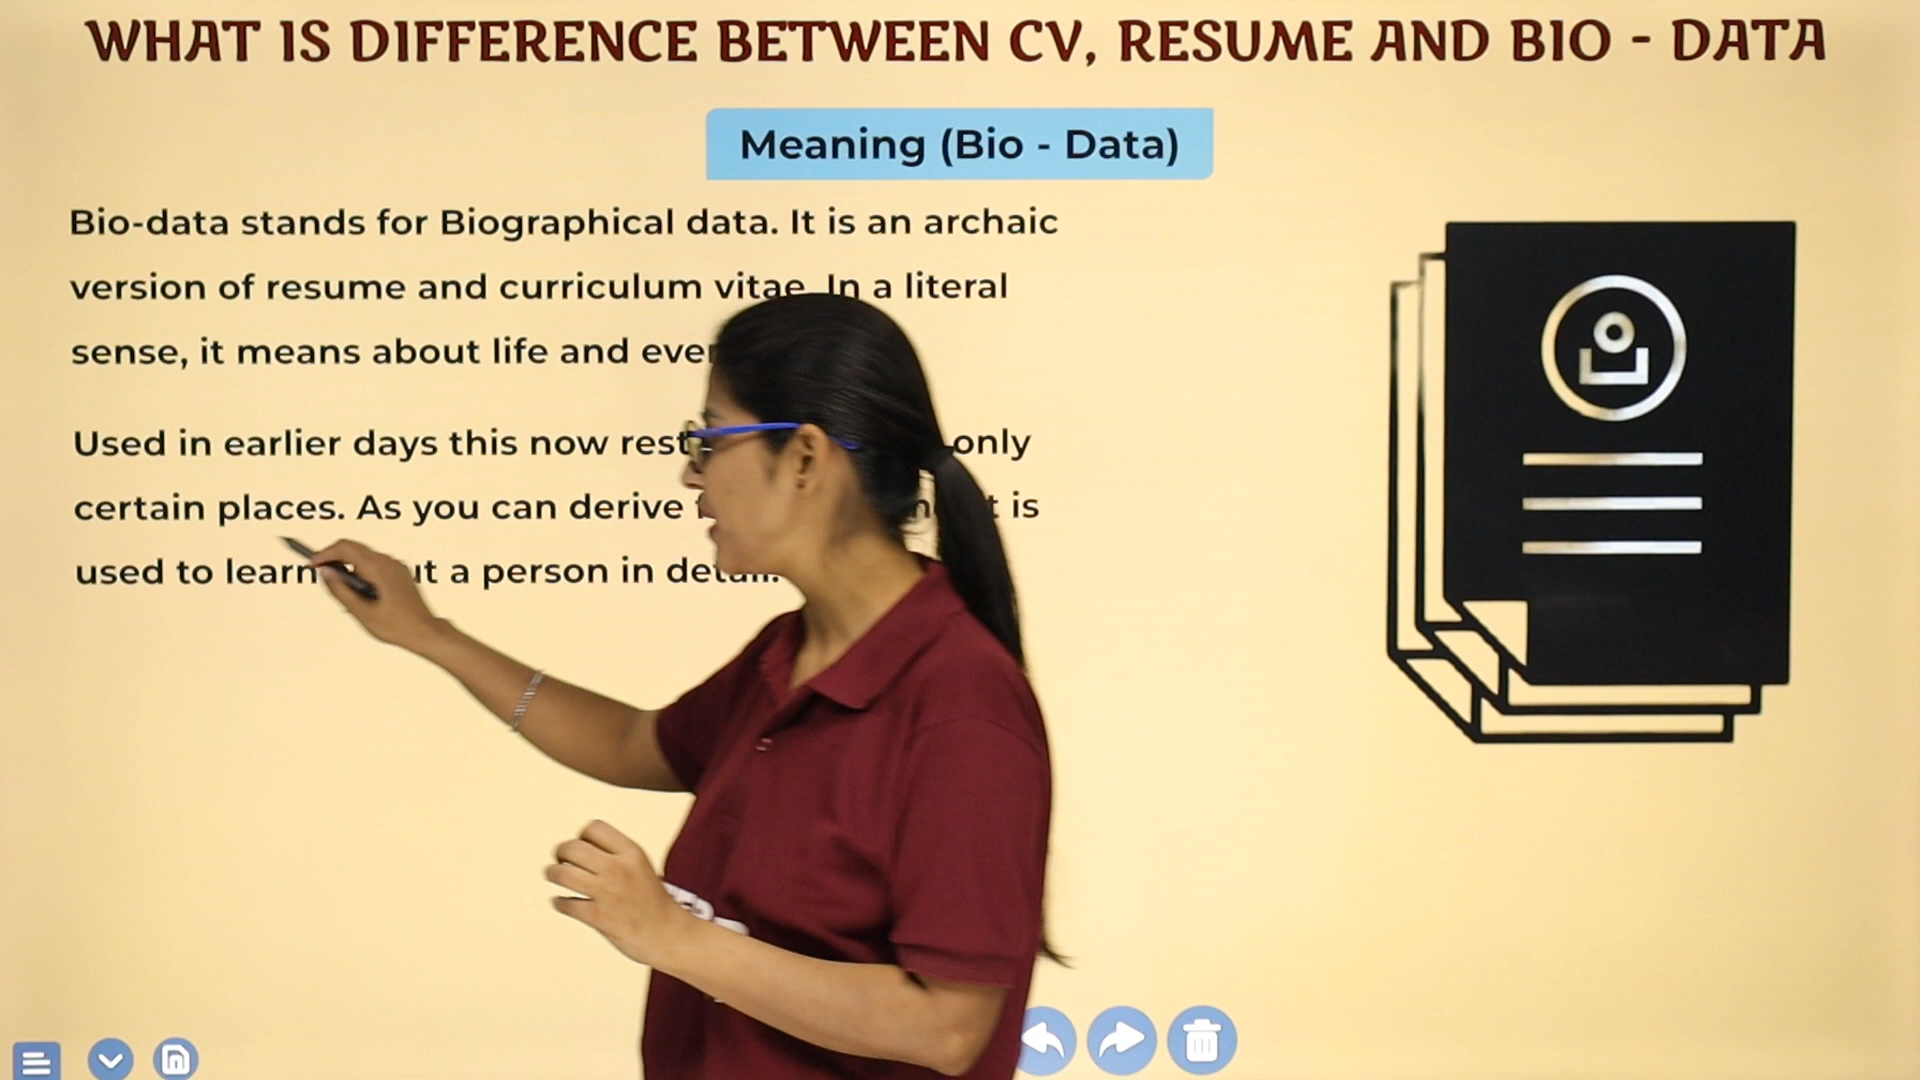 WHAT IS DIFFERENCE BETWEEN CV, RESUME AND BIO - DATA
Meaning (Bio - Data)
Bio-data stands for Biographical data. It is an archaic
version of resume and curriculum vitae. In a literal
sense, it means about life and
Used in earlier days this now only
certain places. As you can derive is
used to learn a person in detail.